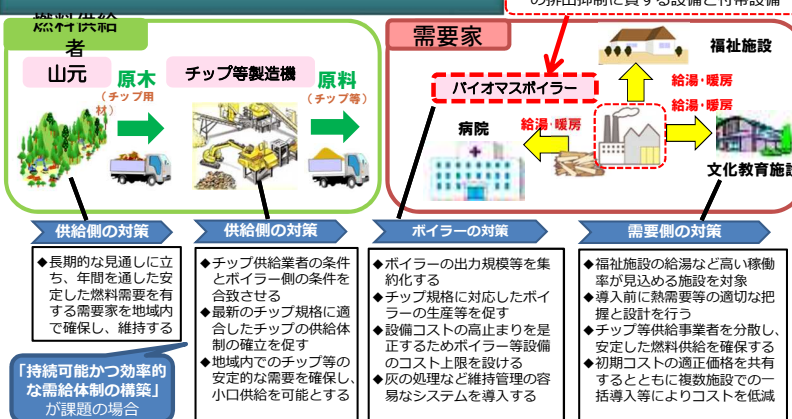 の排出抑制に資する設備と付帯設備
燃料供給
者
山元
原木
(チップ用
材)
チップ等製造機
原料
(チップ等)
需要家
バイオマスボイラー
福祉施設
給湯・暖房
給湯・暖房
病院
給湯・暖房
文化教育施設
供給側の対策
◆長期的な見通しに立
ち、年間を通した安
定した燃料需要を有
する需要家を地域内
で確保し、維持する
供給側の対策
◆チップ供給業者の条件
とボイラー側の条件を
合致させる
◆最新のチップ規格に適
合したチップの供給体
制の確立を促す
◆地域内でのチップ等の
安定的な需要を確保し、
小口供給を可能とする
ボイラーの対策
◆ボイラーの出力規模等を集
約化する
◆チップ規格に対応したボイ
ラーの生産等を促す
◆設備コストの高止まりを是
正するためボイラー等設備
のコスト上限を設ける
◆灰の処理など維持管理の容
易なシステムを導入する
需要側の対策
◆福祉施設の給湯など高い稼働
率が見込める施設を対象
◆導入前に熱需要等の適切な把
握と設計を行う
◆チップ等供給事業者を分散し、
安定した燃料供給を確保する
◆初期コストの適正価格を共有
するとともに複数施設での一
括導入等によりコストを低減
「持続可能かつ効率的
な需給体制の構築」
が課題の場合